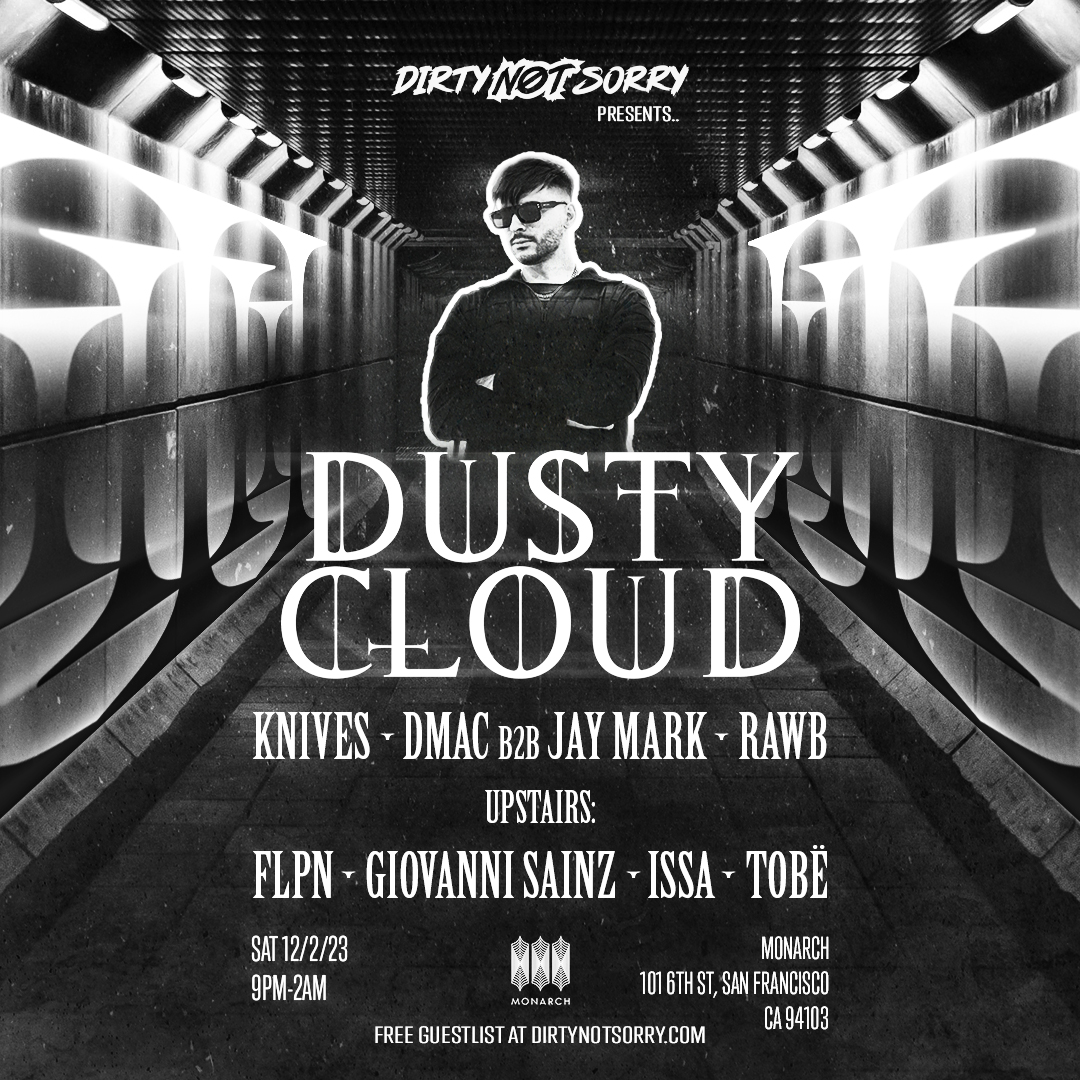 DIRTY NOT SORRY
PRESENTS..
DUSTY
CLOUD
KNIVES - DMAC B2B JAY MARK - RAWB
UPSTAIRS:
FLPN - GIOVANNI SAINZ - ISSA - TOBË
SAT 12/2/23
9PM-2AM
MONARCH
MONARCH
101 6TH ST, SAN FRANCISCO
CA 94103
FREE GUESTLIST AT DIRTYNOTSORRY.COM